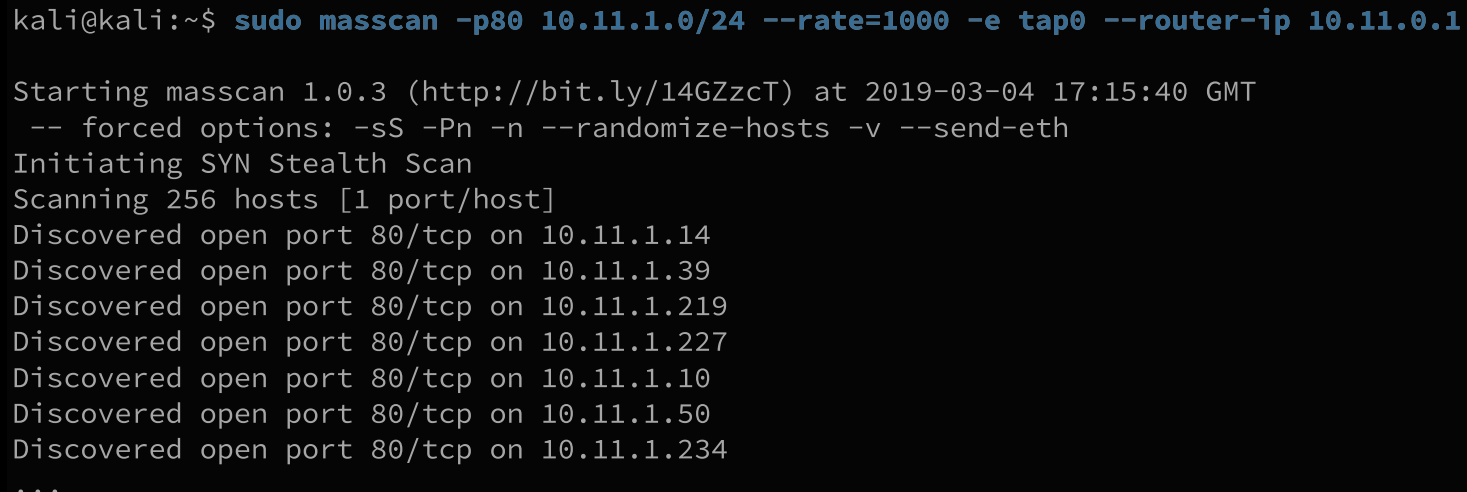 kali@kali:~$ sudo masscan -p80 10.11.1.0/24 --rate=1000 -e tap0 --router-ip 10.11.0.1
Starting masscan 1.0.3 (http://bit.ly/14GZzcT) at 2019-03-04 17:15:40 GMT
 -- forced options: -sS -Pn -n --randomize-hosts -v --send-eth
Initiating SYN Stealth Scan
Scanning 256 hosts [1 port/host]
Discovered open port 80/tcp on 10.11.1.14
Discovered open port 80/tcp on 10.11.1.39
Discovered open port 80/tcp on 10.11.1.219
Discovered open port 80/tcp on 10.11.1.227
Discovered open port 80/tcp on 10.11.1.10
Discovered open port 80/tcp on 10.11.1.50
Discovered open port 80/tcp on 10.11.1.234
...